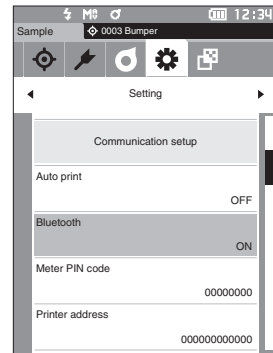 12:34
Sample
0003 Bumper
Setting
Communication setup
Auto print
OFF
Bluetooth
ON
Meter PIN code
00000000
Printer address
000000000000